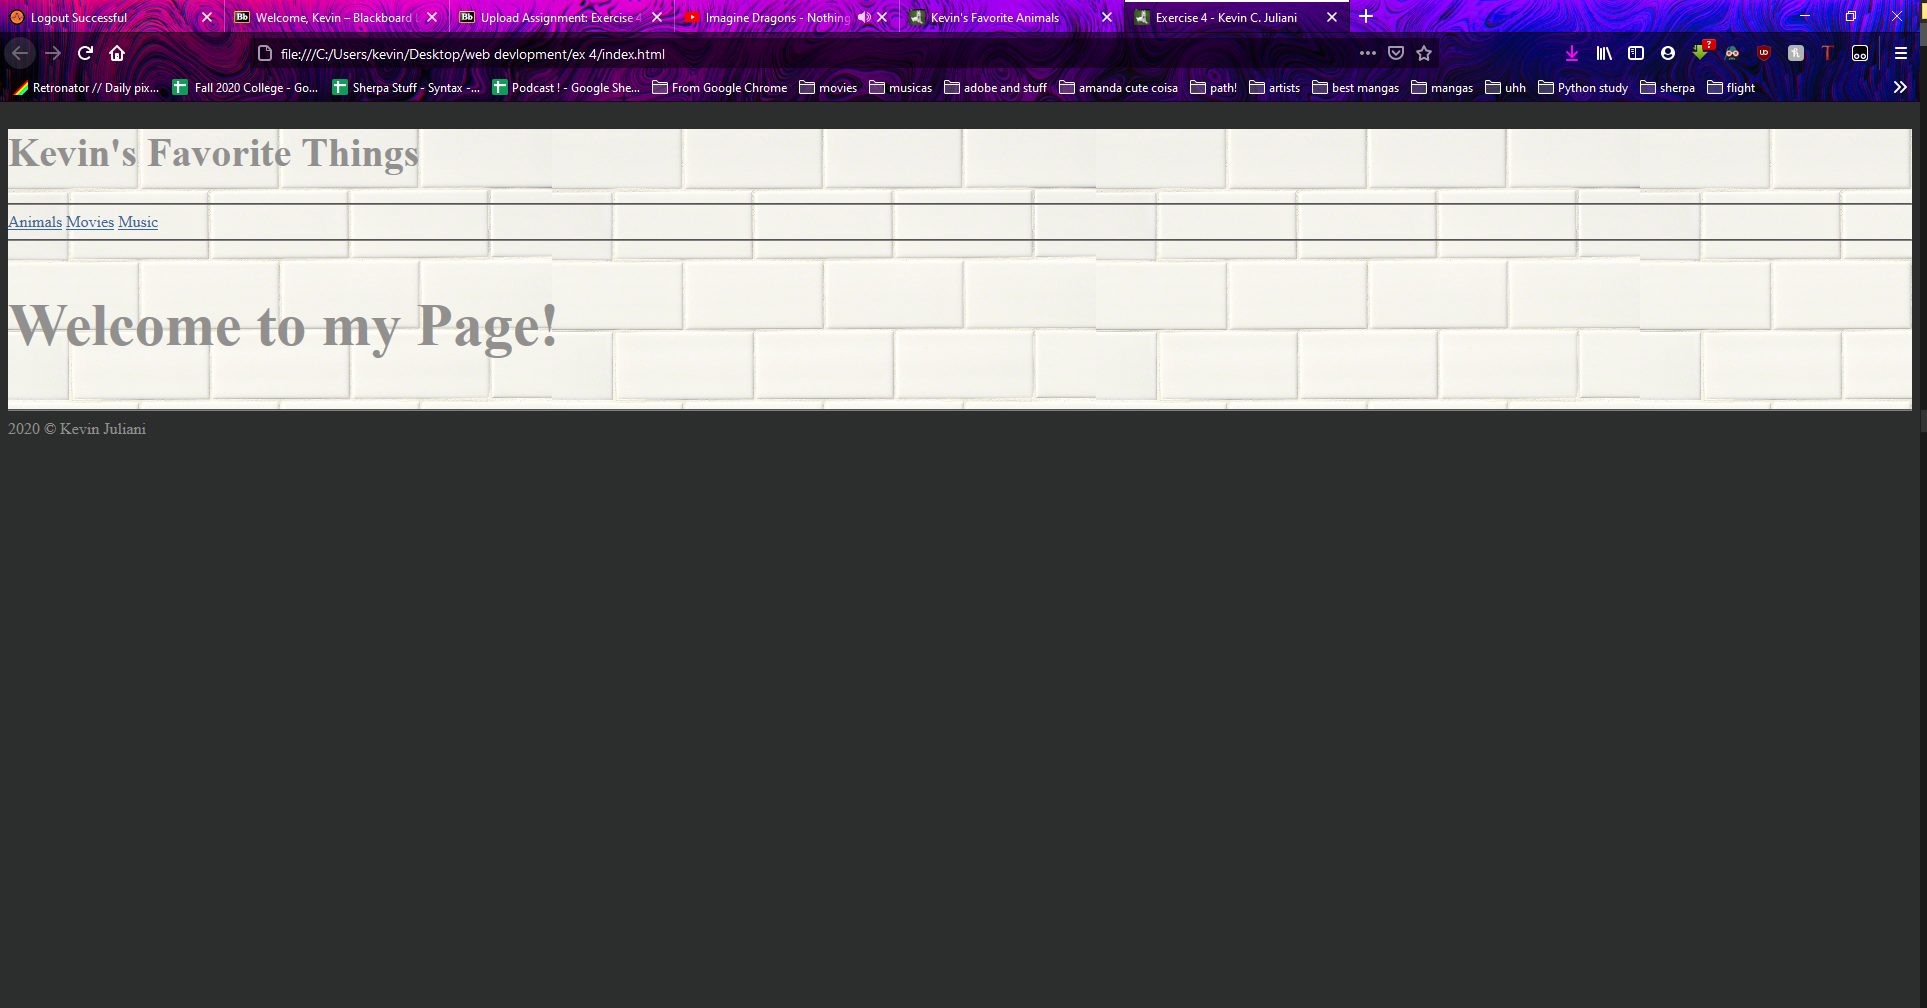 Logout Successful
Welcome, Kevin – Blackboard
Upload Assignment: Exercise 4
Imagine Dragons - Nothing
Kevin's Favorite Animals
Exercise 4 - Kevin C. Juliani
file:///C:/Users/kevin/Desktop/web devlopment/ex 4/index.html
Retronator // Daily pix... Fall 2020 College - Go... Sherpa Stuff - Syntax -... Podcast ! - Google She... From Google Chrome movies musicas adobe and stuff amanda cute coisa path! artists best mangas mangas uhh Python study sherpa flight
Kevin's Favorite Things
Animals Movies Music
Welcome to my Page!
2020 © Kevin Juliani